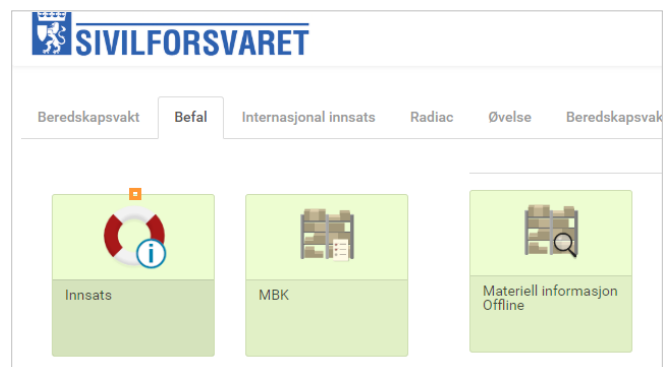 SIVILFORSVARET
Beredskapsvakt Befal Internasjonal innsats Radiac Øvelse Beredskapsvak
Innsats MBK Materiell informasjon
Offline